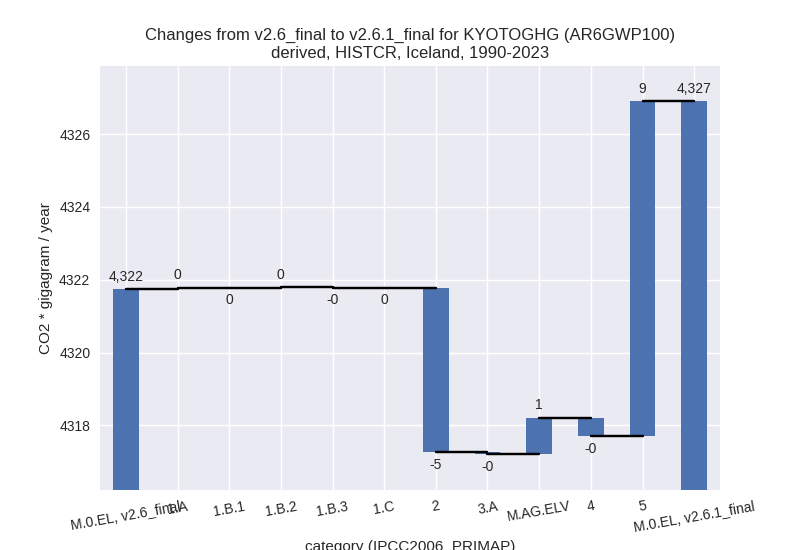 Changes from v2.6_final to v2.6.1_final for KYOTOGHG (AR6GWP100)
derived, HISTCR, Iceland, 1990-2023
CO2 * gigagram / year
4326
4324
4322
4320
4318
4,322
0
0
0
-0
0
-5
-0
1
-0
9
4,327
M.0.EL, v2.6_final
1.A
1.B.1
1.B.2
1.B.3
1.C
2
3.A
M.AG.ELV
4
5
M.0.EL, v2.6.1_final
category (IPCC2006_PRIMAP)